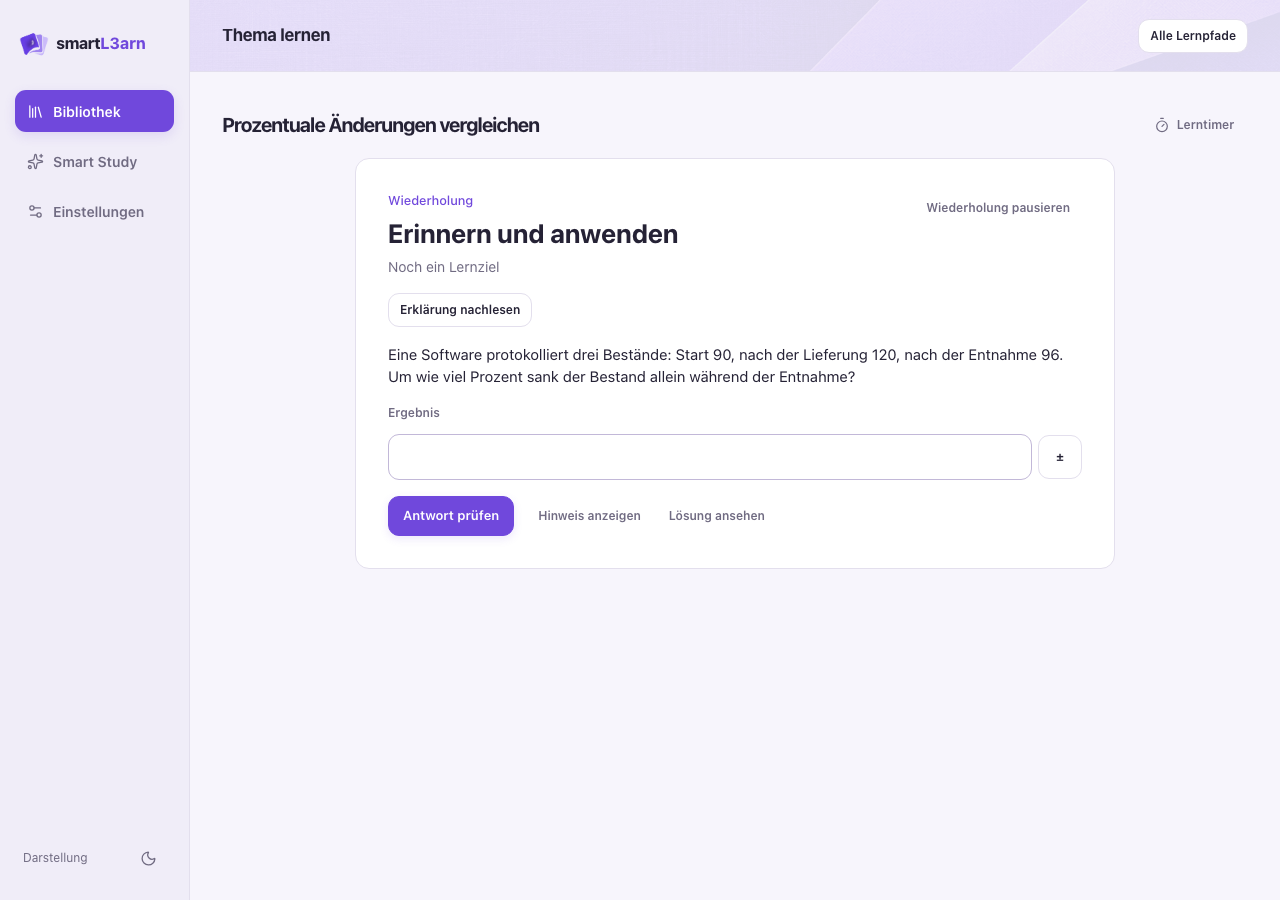 smartL3arn
Bibliothek
Smart Study
Einstellungen
Darstellung
Thema lernen
Alle Lernpfade
Prozentuale Änderungen vergleichen
Lerntimer
Wiederholung
Wiederholung pausieren
Erinnern und anwenden
Noch ein Lernziel
Erklärung nachlesen
Eine Software protokolliert drei Bestände: Start 90, nach der Lieferung 120, nach der Entnahme 96.
Um wie viel Prozent sank der Bestand allein während der Entnahme?
Ergebnis
±
Antwort prüfen
Hinweis anzeigen
Lösung ansehen